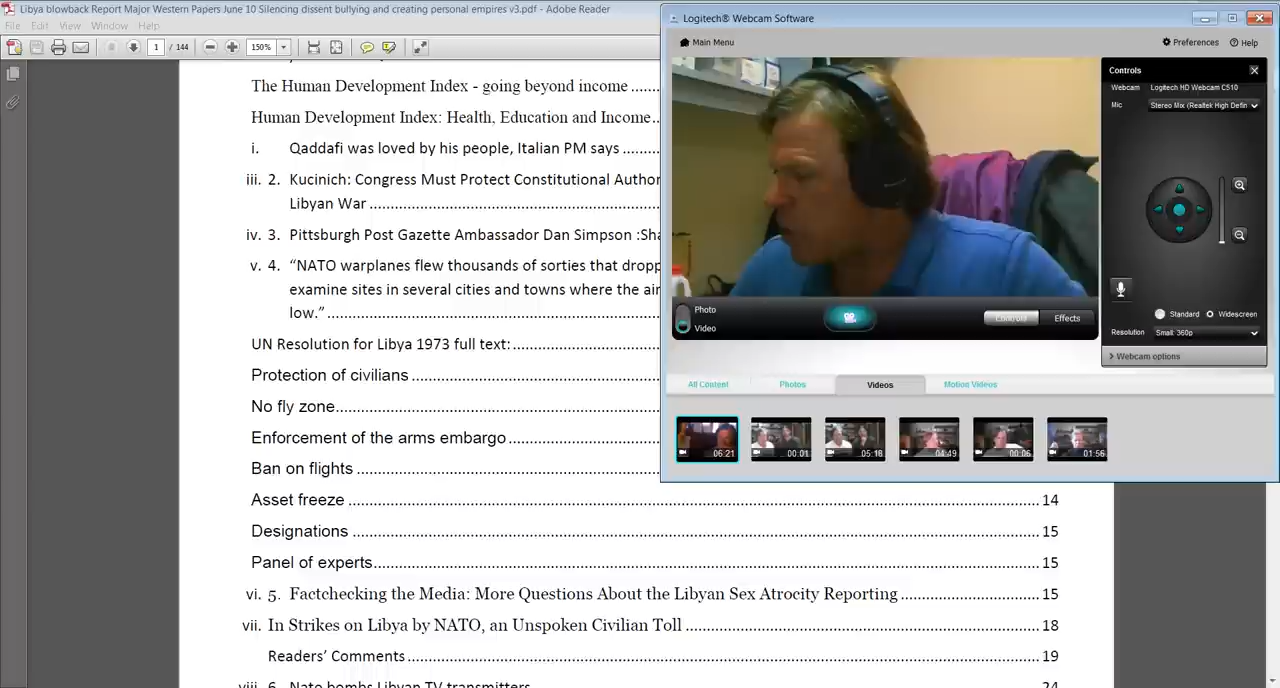 Libya blowback Report Major Western Papers June 10 Silencing dissent bullying and creating personal empires v3.pdf - Adobe Reader
File Edit View Window Help
1 / 144 150%
The Human Development Index - going beyond income
Human Development Index: Health, Education and Income
i. Qaddafi was loved by his people, Italian PM says
iii. 2. Kucinich: Congress Must Protect Constitutional Author
Libyan War
iv. 3. Pittsburgh Post Gazette Ambassador Dan Simpson :Sha
v. 4. “NATO warplanes flew thousands of sorties that dropp
examine sites in several cities and towns where the air
low.”
UN Resolution for Libya 1973 full text:
Protection of civilians
No fly zone
Enforcement of the arms embargo
Ban on flights
Asset freeze 14
Designations 15
Panel of experts 15
vi. 5. Factchecking the Media: More Questions About the Libyan Sex Atrocity Reporting 15
vii. In Strikes on Libya by NATO, an Unspoken Civilian Toll 18
Readers’ Comments 19
viii. 6. Nato bombs Libyan TV transmitters 24
Logitech® Webcam Software
Main Menu
Preferences Help
Controls
Webcam Logitech HD Webcam C510
Mic Stereo Mix (Realtek High Defin
Standard Widescreen
Resolution Small: 360p
Webcam options
Photo
Video
Controls Effects
All Content Photos Videos Motion Videos
06:21 00:01 05:18 04:49 00:06 01:56